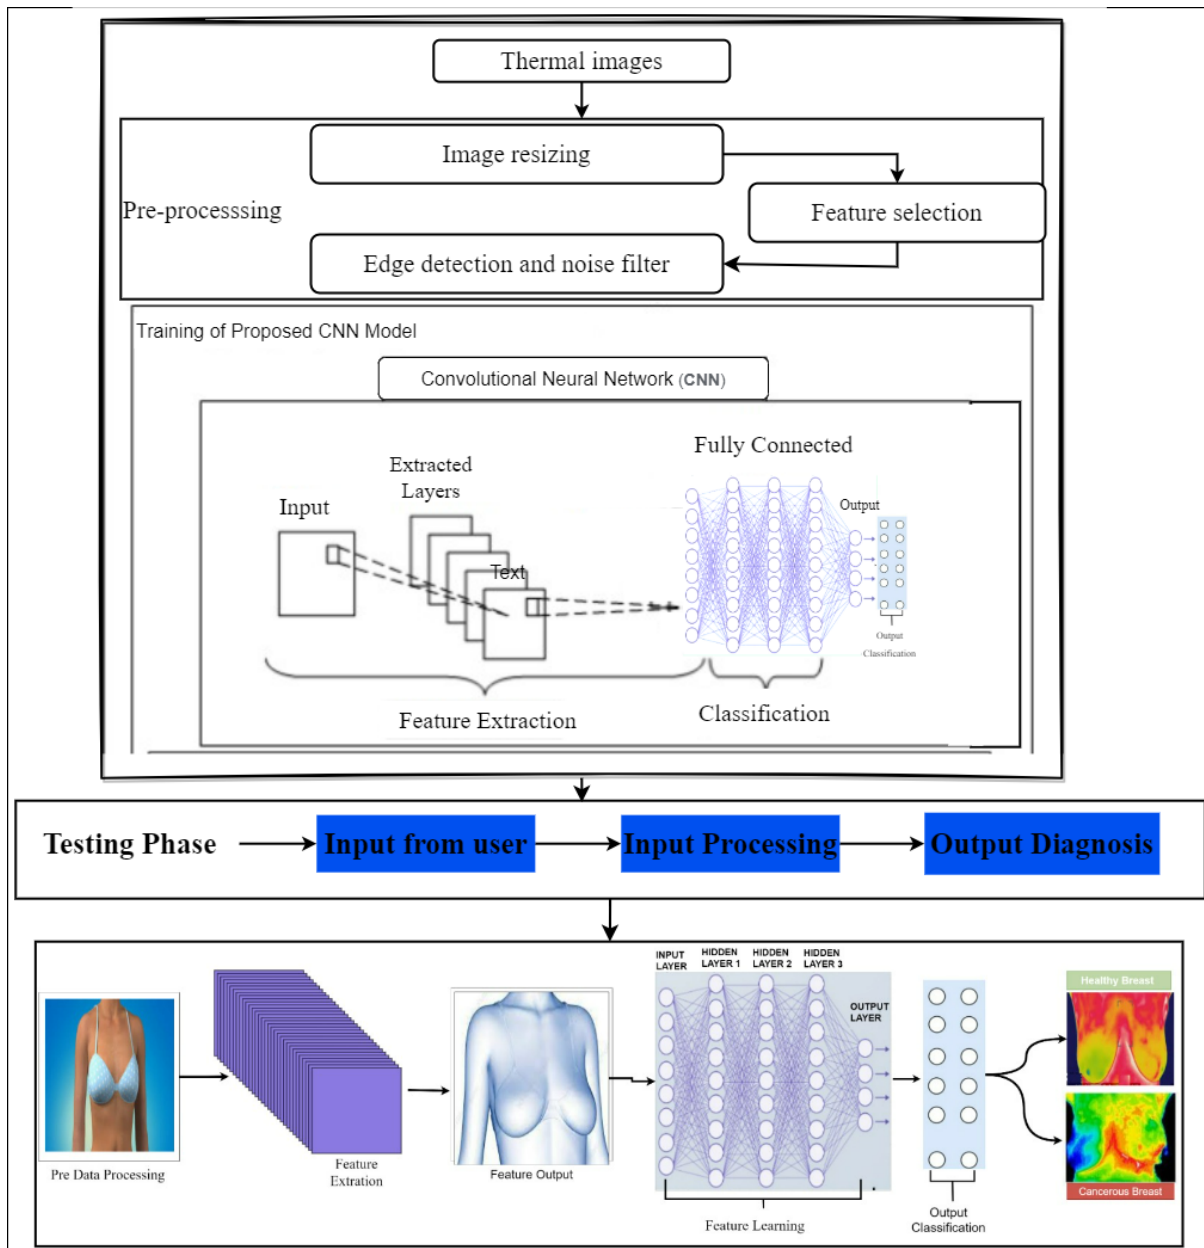 Thermal images
Image resizing
Pre-processsing
Feature selection
Edge detection and noise filter
Training of Proposed CNN Model
Convolutional Neural Network (CNN)
Fully Connected
Extracted
Layers
Input
Output
Text
Output
Classification
Feature Extraction
Classification
Testing Phase
Input from user
Input Processing
Output Diagnosis
INPUT
LAYER
HIDDEN
LAYER 1
HIDDEN
LAYER 2
HIDDEN
LAYER 3
OUTPUT
LAYER
Healthy Breast
Pre Data Processing
Feature
Extration
Feature Output
Cancerous Breast
Feature Learning
Output
Classification